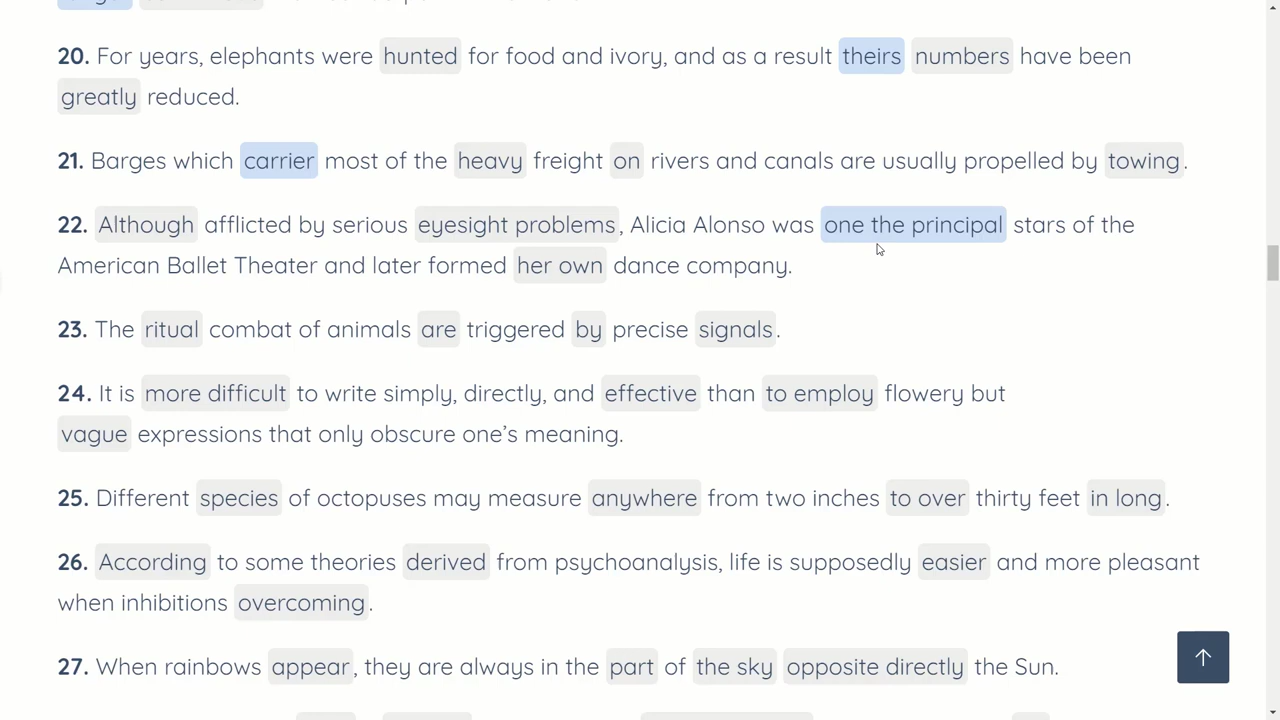 20. For years, elephants were hunted for food and ivory, and as a result theirs numbers have been
greatly reduced.
21. Barges which carrier most of the heavy freight on rivers and canals are usually propelled by towing.
22. Although afflicted by serious eyesight problems, Alicia Alonso was one the principal stars of the
American Ballet Theater and later formed her own dance company.
23. The ritual combat of animals are triggered by precise signals.
24. It is more difficult to write simply, directly, and effective than to employ flowery but
vague expressions that only obscure one’s meaning.
25. Different species of octopuses may measure anywhere from two inches to over thirty feet in long.
26. According to some theories derived from psychoanalysis, life is supposedly easier and more pleasant
when inhibitions overcoming.
27. When rainbows appear, they are always in the part of the sky opposite directly the Sun.